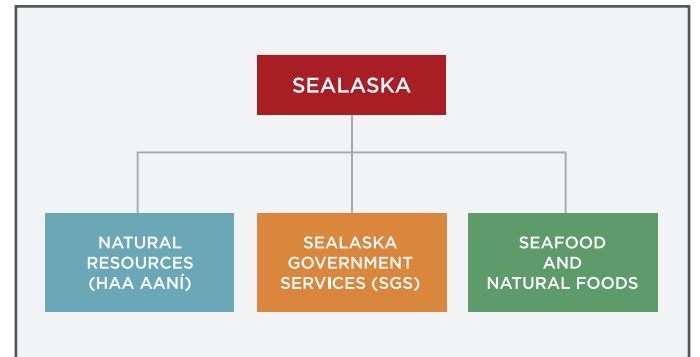 SEALASKA
NATURAL
RESOURCES
(HAA AANÍ)
SEALASKA
GOVERNMENT
SERVICES (SGS)
SEAFOOD
AND
NATURAL FOODS